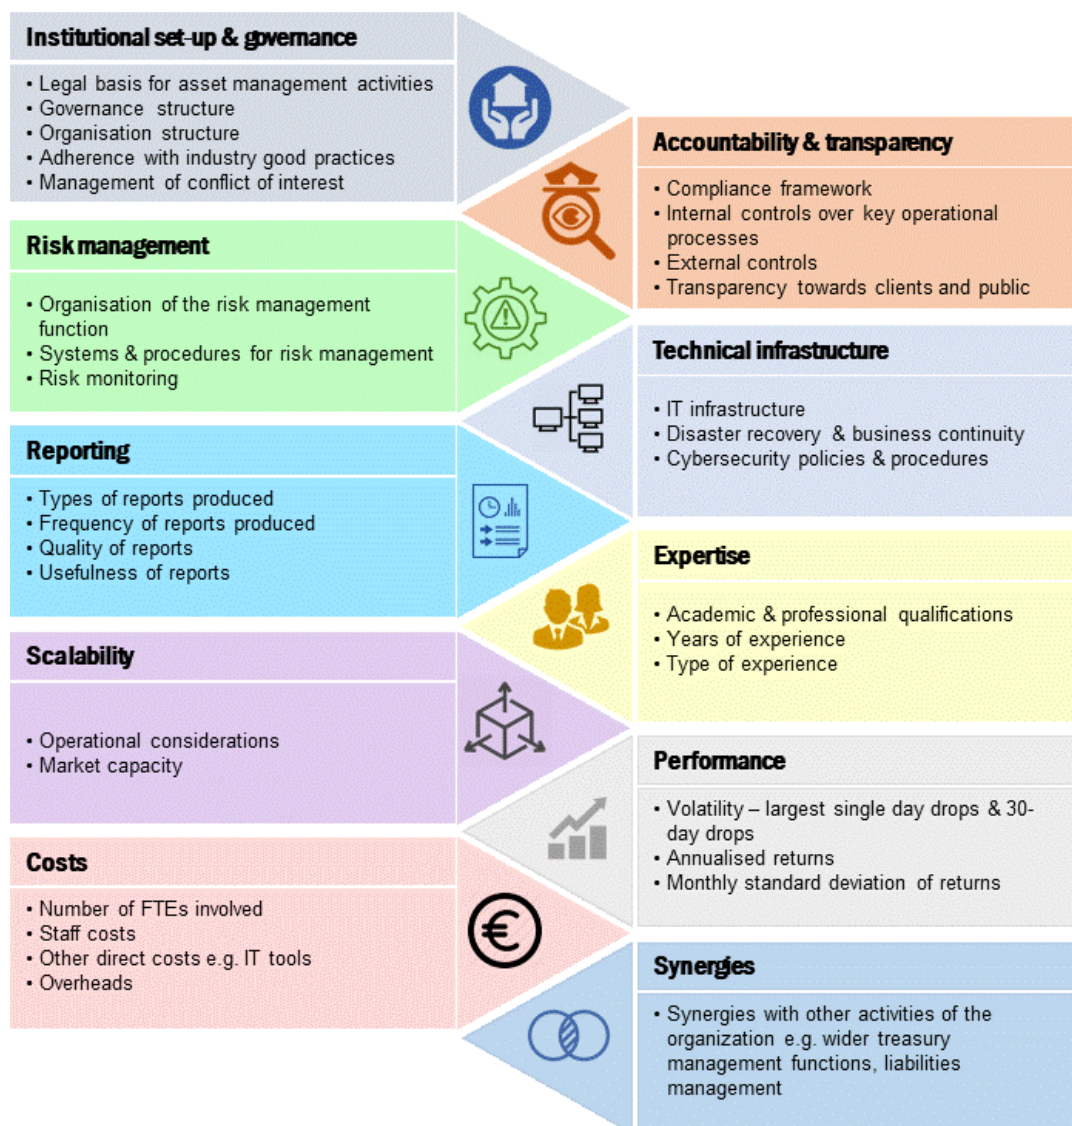 Institutional set-up & governance
• Legal basis for asset management activities
• Governance structure
• Organisation structure
• Adherence with industry good practices
• Management of conflict of interest
Accountability & transparency
• Compliance framework
• Internal controls over key operational
processes
• External controls
• Transparency towards clients and public
Risk management
• Organisation of the risk management
function
• Systems & procedures for risk management
• Risk monitoring
Technical infrastructure
• IT infrastructure
• Disaster recovery & business continuity
• Cybersecurity policies & procedures
Reporting
• Types of reports produced
• Frequency of reports produced
• Quality of reports
• Usefulness of reports
Expertise
• Academic & professional qualifications
• Years of experience
• Type of experience
Scalability
• Operational considerations
• Market capacity
Performance
• Volatility – largest single day drops & 30-
day drops
• Annualised returns
• Monthly standard deviation of returns
Costs
• Number of FTEs involved
• Staff costs
• Other direct costs e.g. IT tools
• Overheads
€
Synergies
• Synergies with other activities of the
organization e.g. wider treasury
management functions, liabilities
management